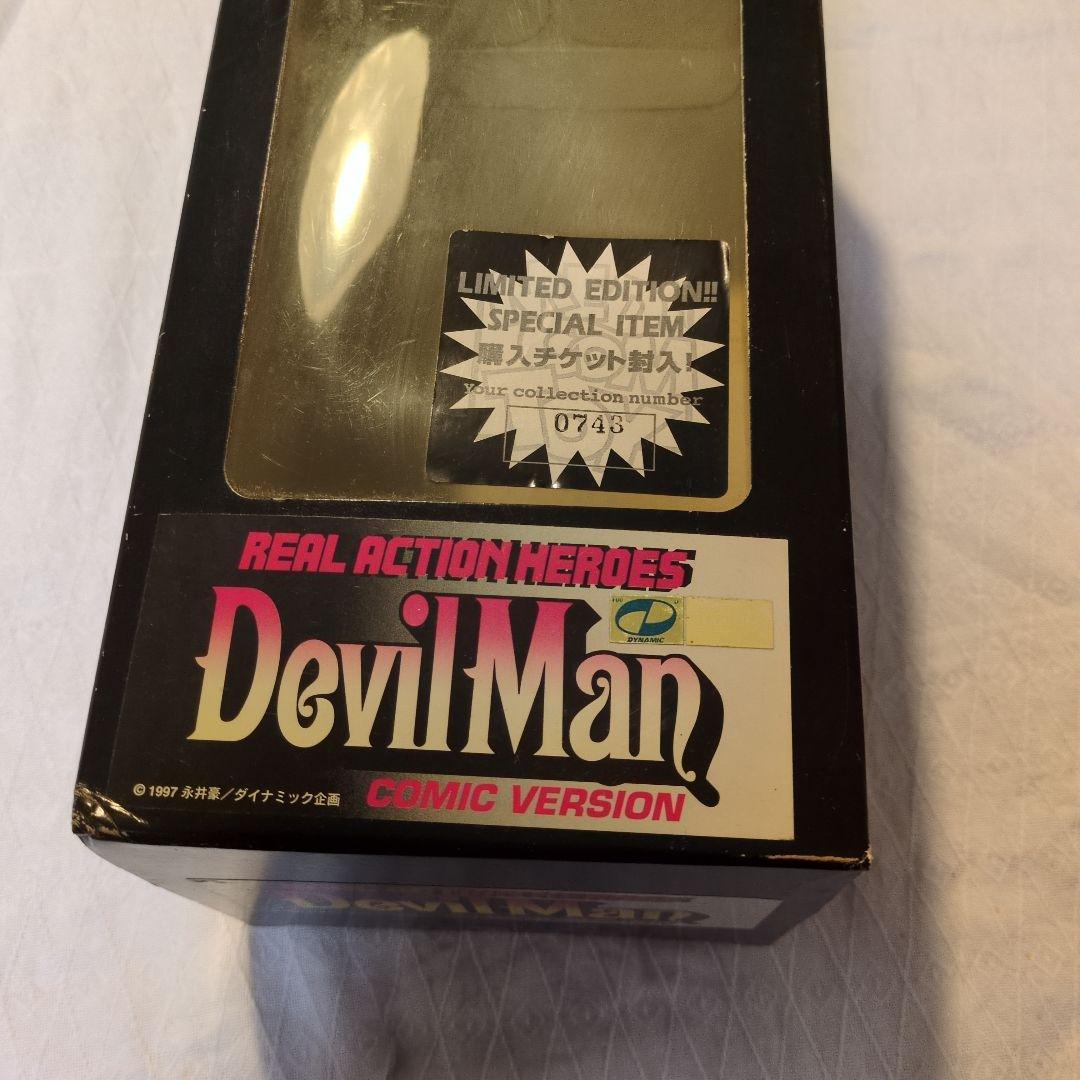 LIMITED EDITION!!
SPECIAL ITEM
購入チケット封入!
Your collection number
0743
REAL ACTION HEROES
DevilMan
DYNAMIC
©1997 永井豪/ダイナミック企画
COMIC VERSION
DevilMan